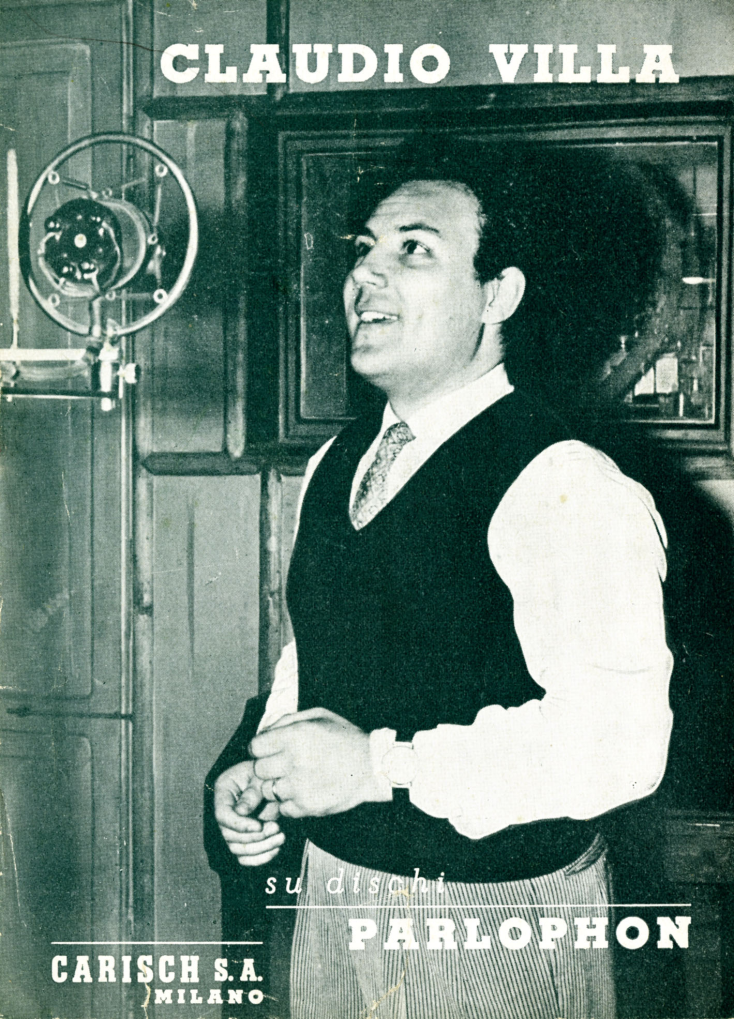 CLAUDIO VILLA
su dischi
PARLOPHON
CARISCH S.A.
MILANO